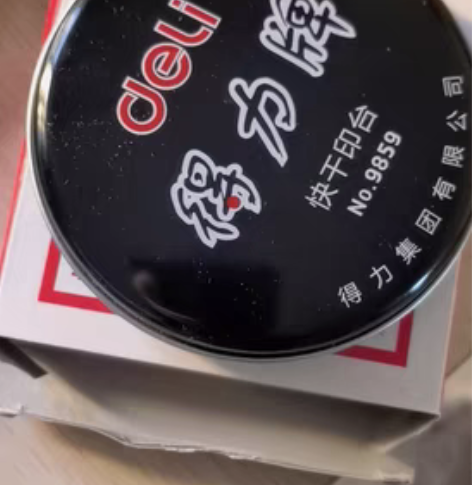 deli
得力牌
快干印台
No.9859
得力集团有限公司